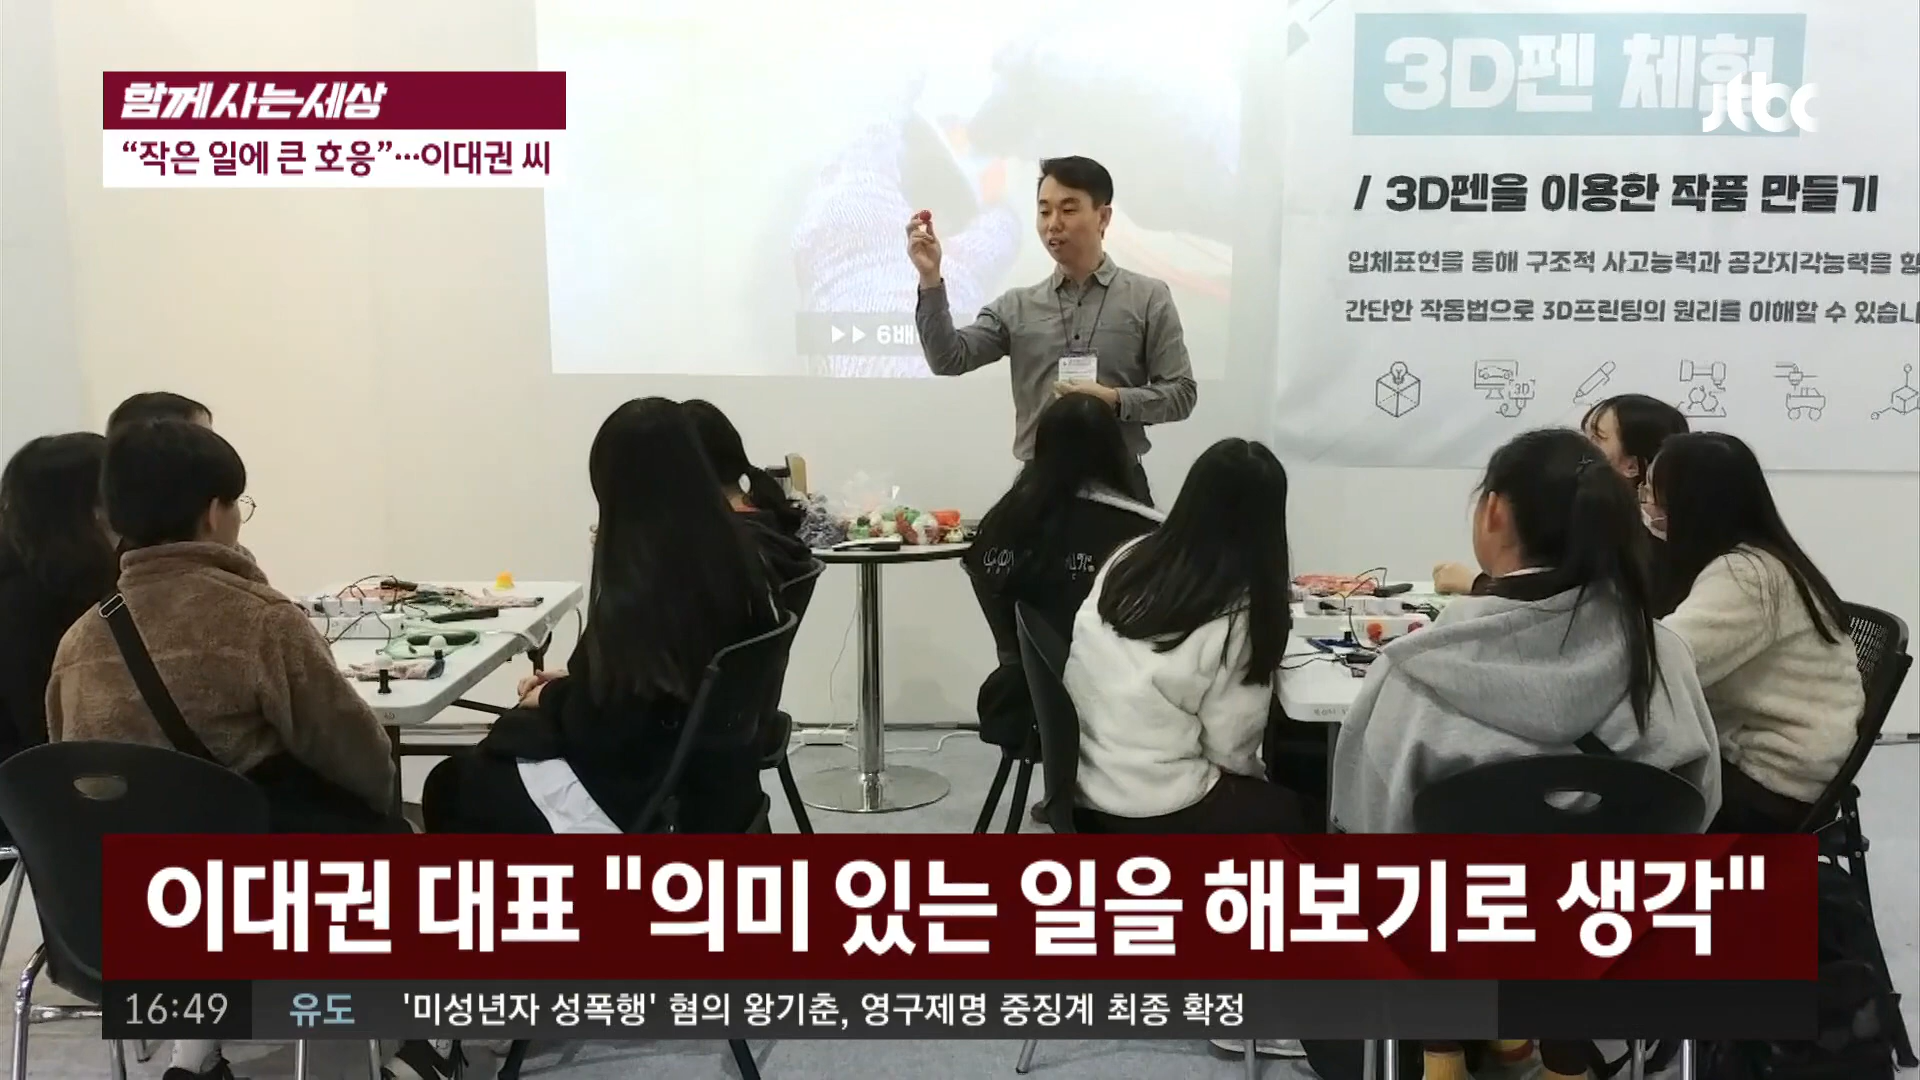 함께 사는 세상
“작은 일에 큰 호응”…이대권 씨
3D펜 체험
jtbc
/ 3D펜을 이용한 작품 만들기
입체표현을 통해 구조적 사고능력과 공간지각능력을
간단한 작동법으로 3D프린팅의 원리를 이해할 수
▶▶ 6배
3D
이대권 대표 "의미 있는 일을 해보기로 생각"
16:49
유도 '미성년자 성폭행' 혐의 왕기춘, 영구제명 중징계 최종 확정